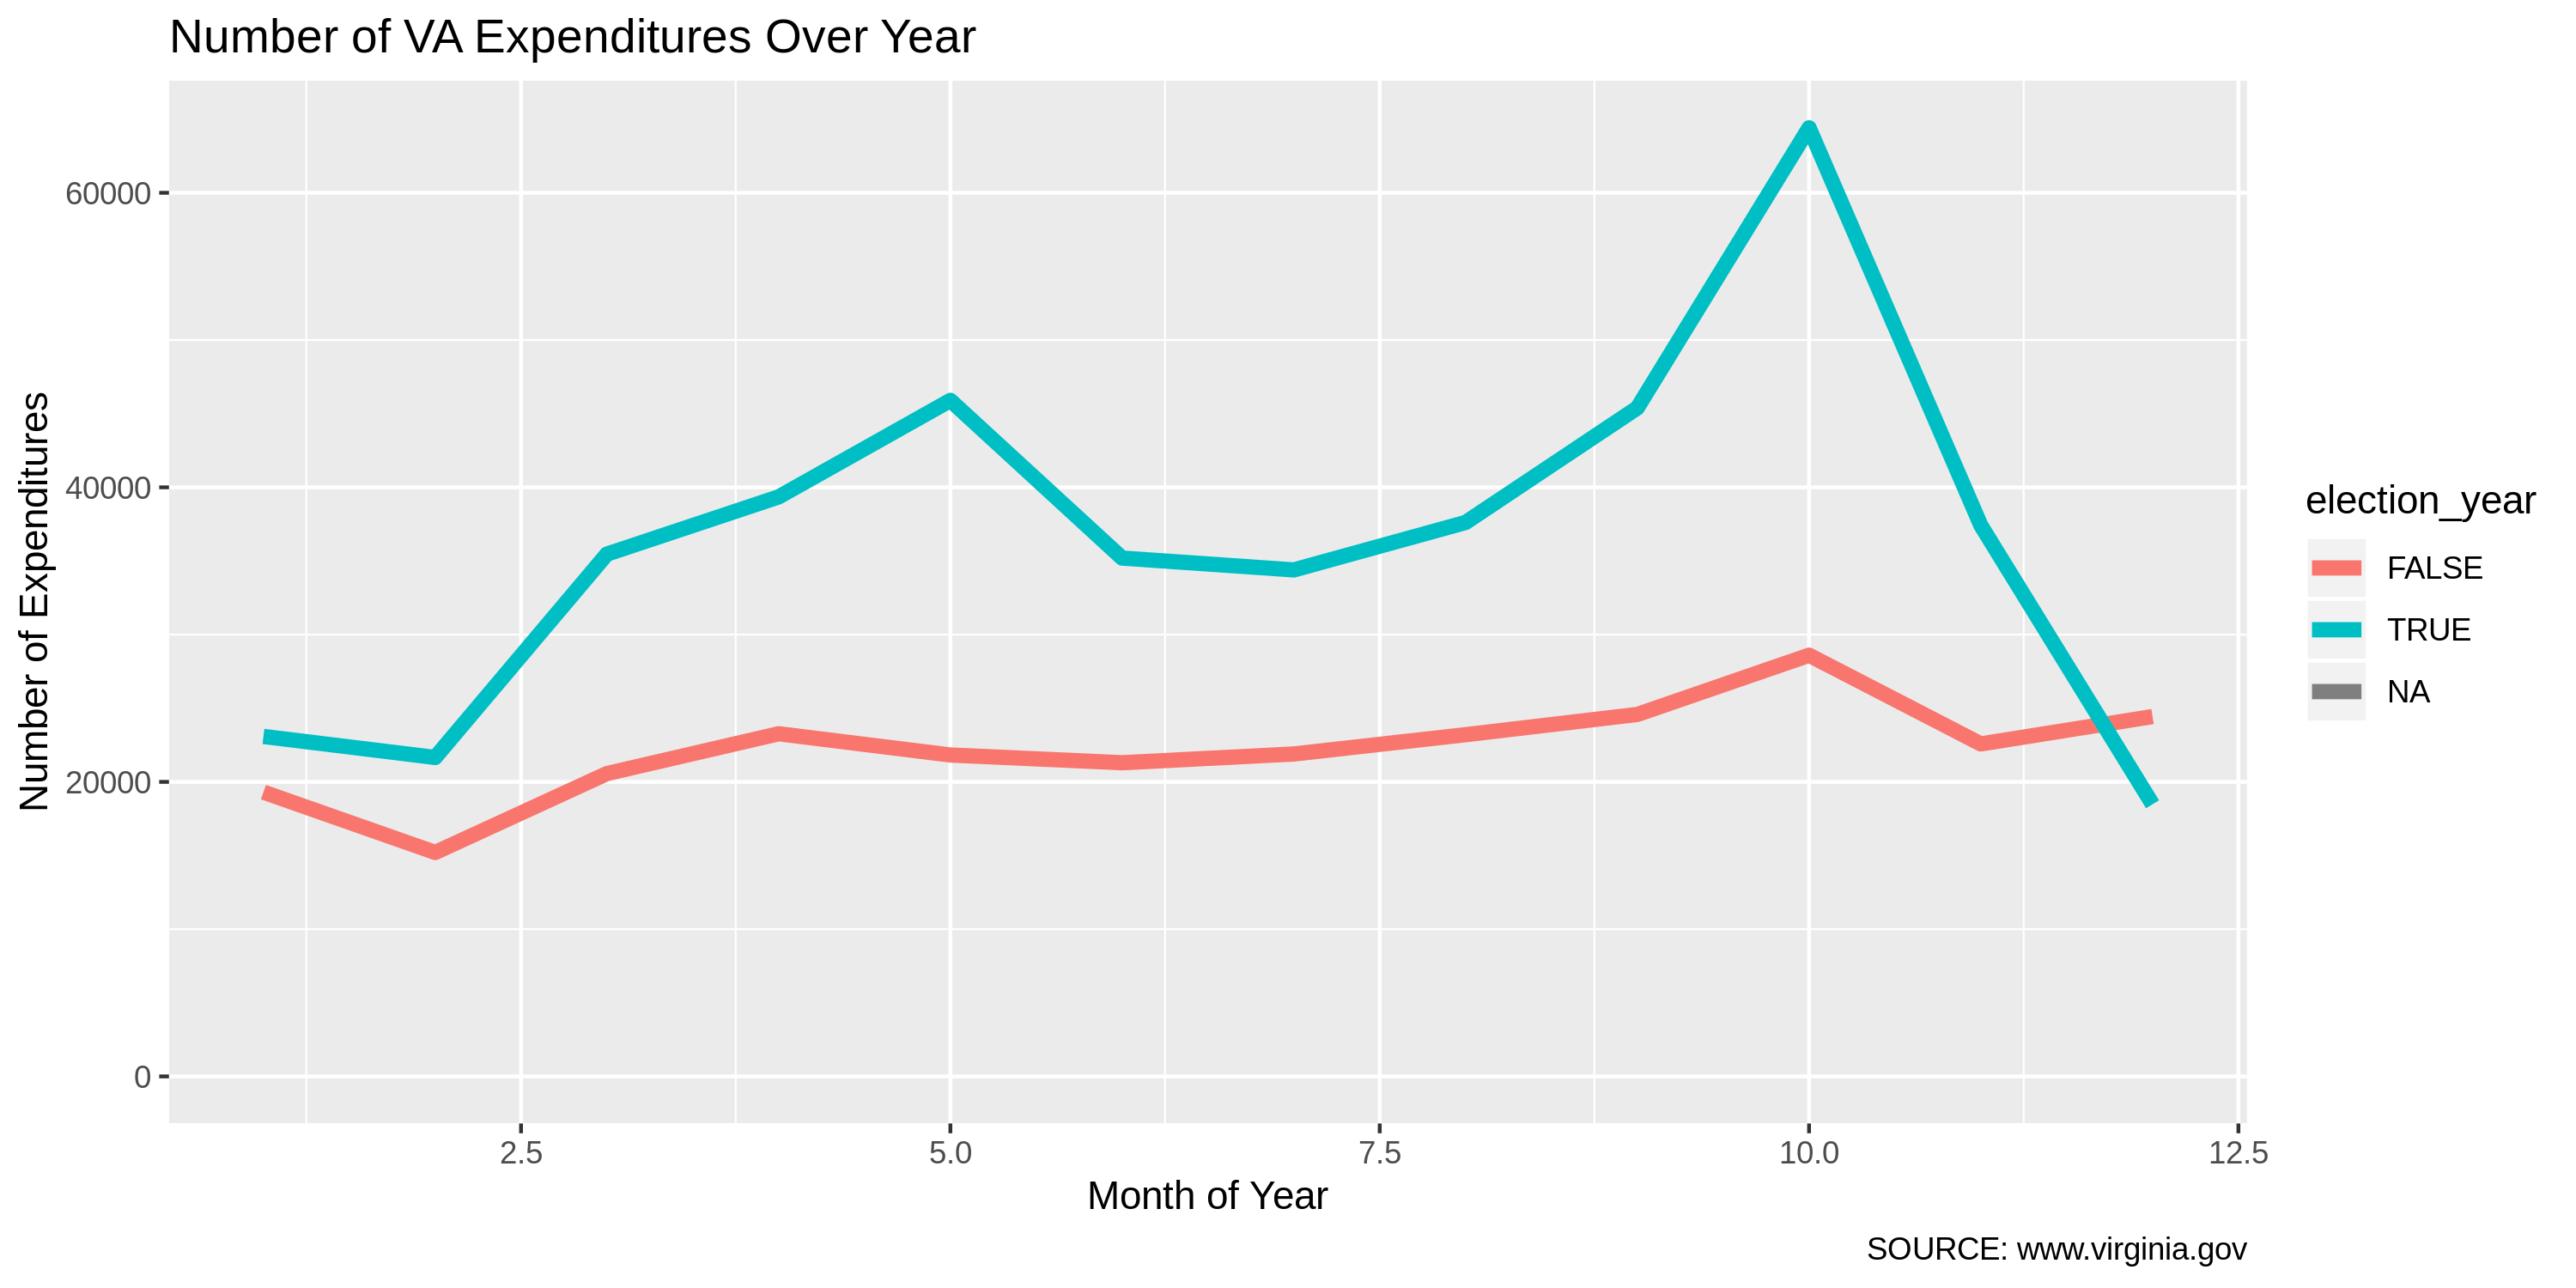 Number of VA Expenditures Over Year
Number of Expenditures
60000
40000
20000
0
2.5
5.0
7.5
10.0
12.5
Month of Year
election_year
FALSE
TRUE
NA
SOURCE: www.virginia.gov